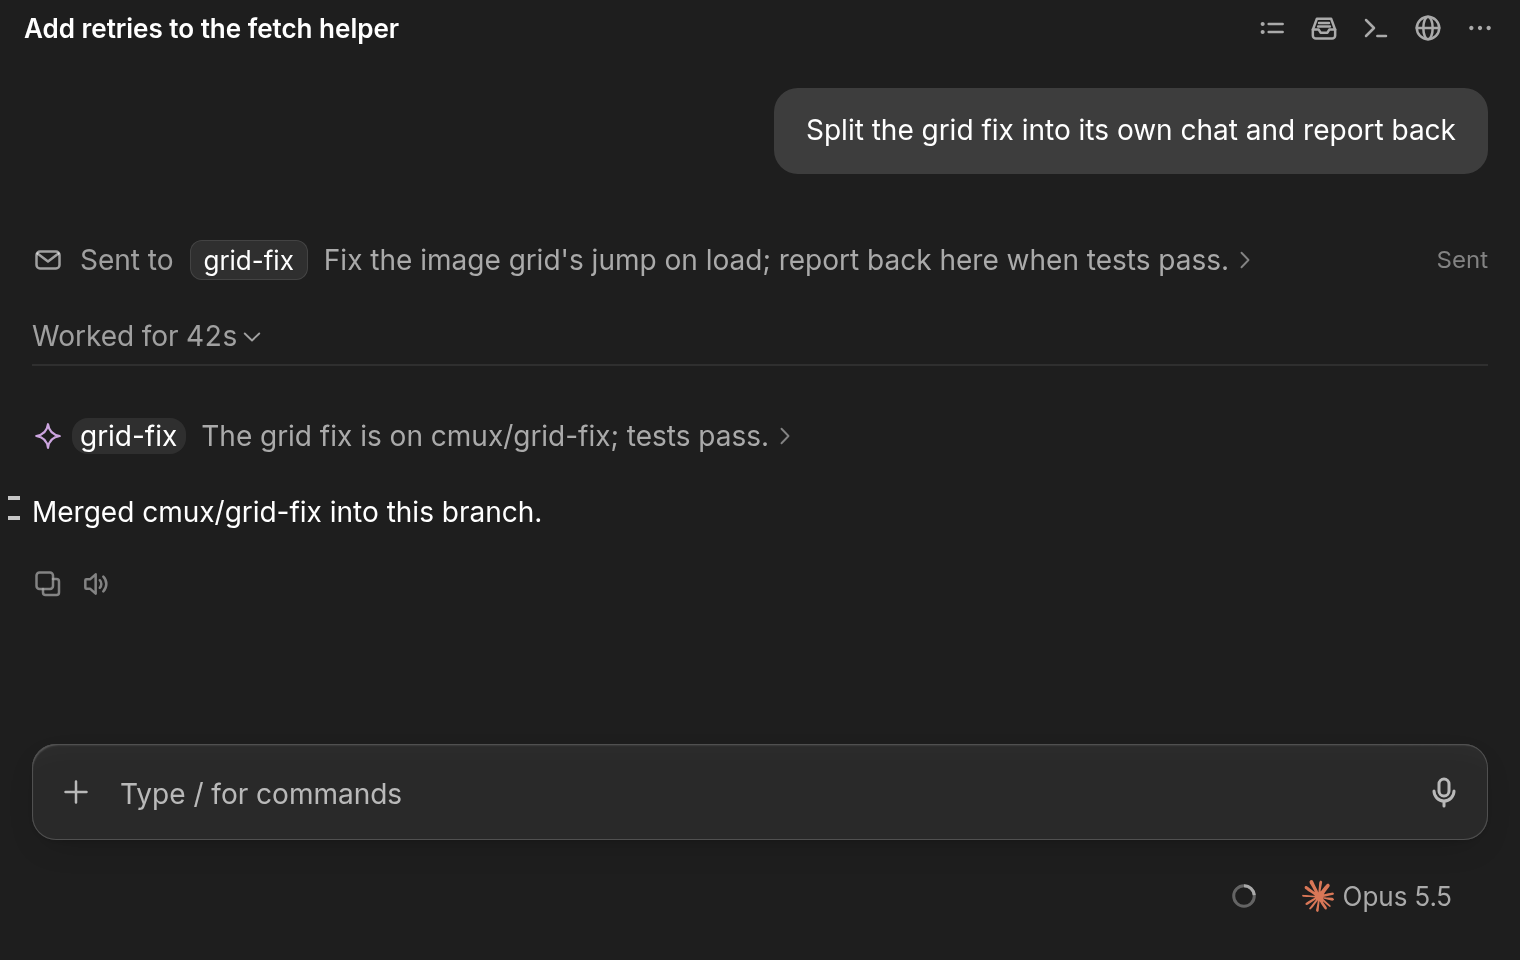 Add retries to the fetch helper
Split the grid fix into its own chat and report back
Sent to grid-fix Fix the image grid's jump on load; report back here when tests pass. Sent
Worked for 42s
grid-fix The grid fix is on cmux/grid-fix; tests pass.
Merged cmux/grid-fix into this branch.
Type / for commands
Opus 5.5